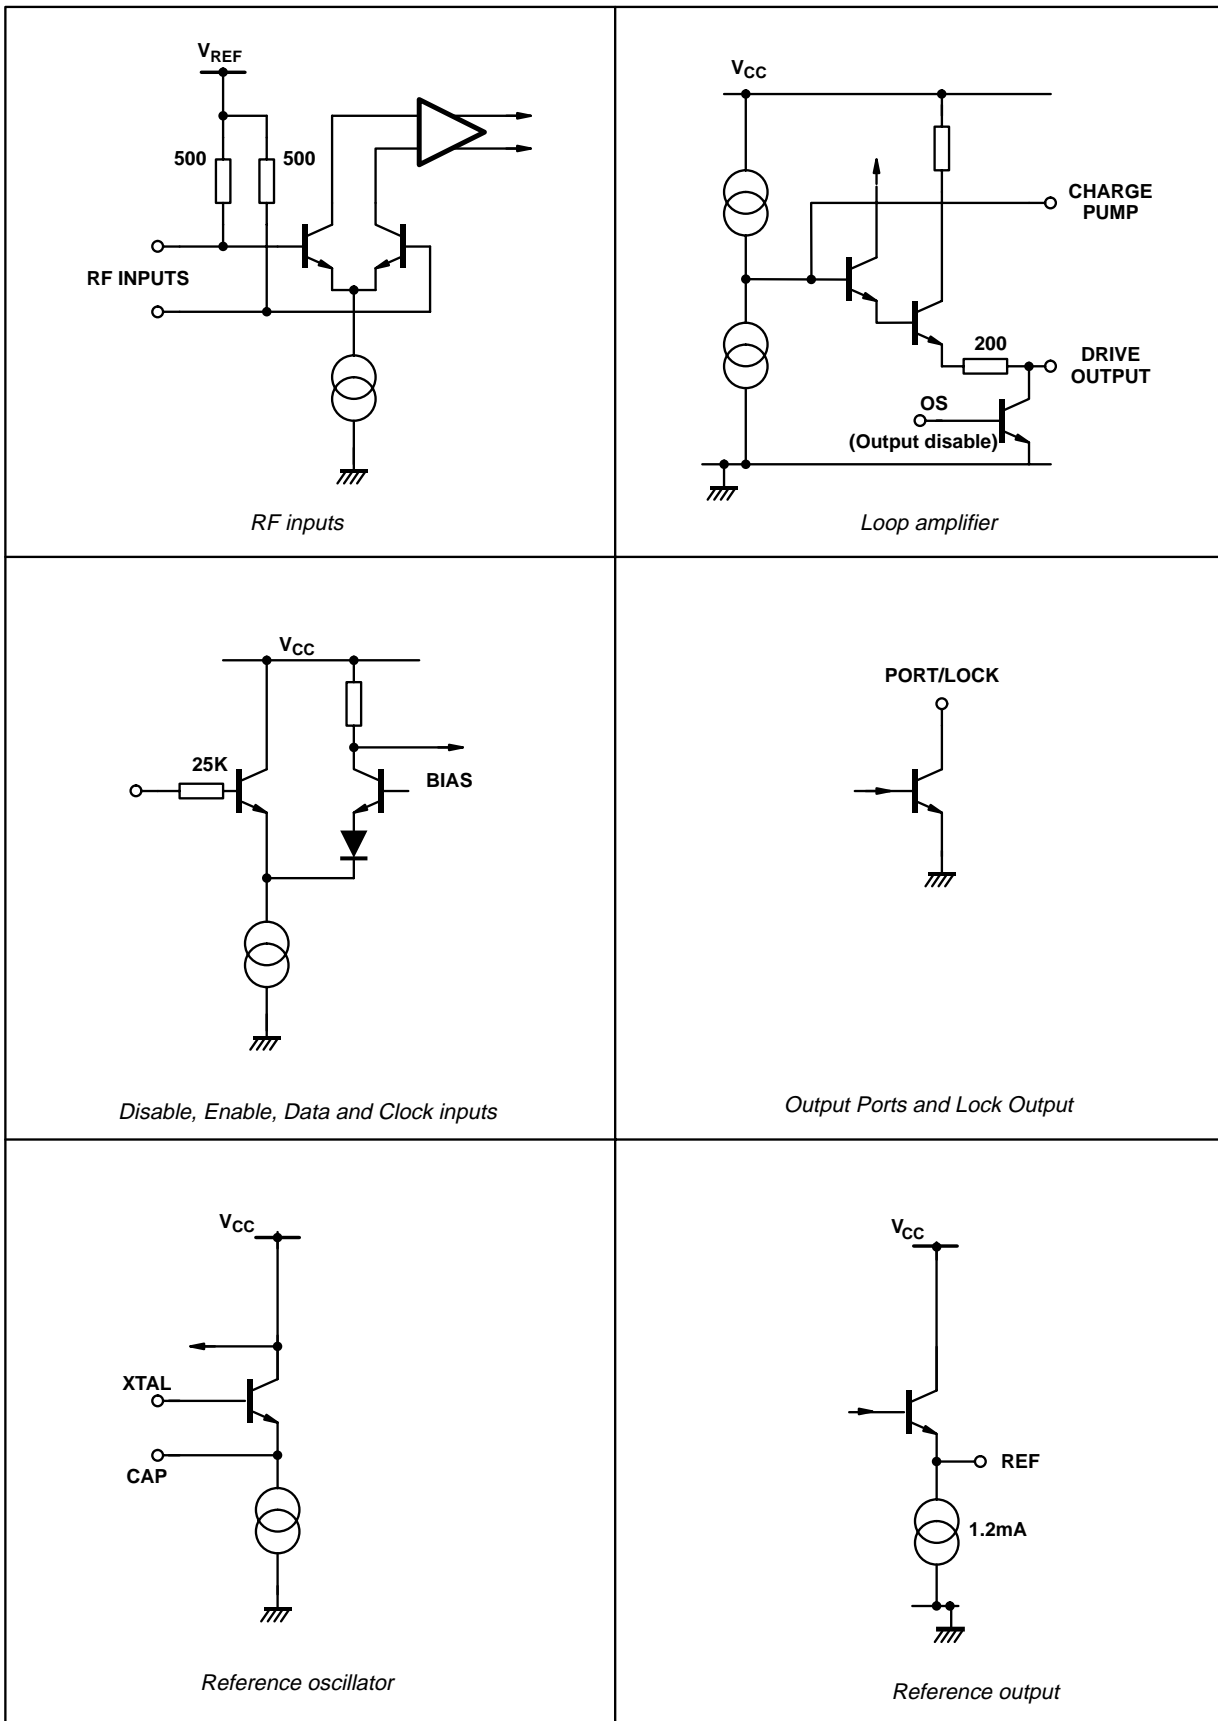 VREF
500
500
RF INPUTS
RF inputs
VCC
CHARGE
PUMP
200
DRIVE
OUTPUT
OS
(Output disable)
Loop amplifier
VCC
25K
BIAS
Disable, Enable, Data and Clock inputs
PORT/LOCK
Output Ports and Lock Output
VCC
XTAL
CAP
Reference oscillator
VCC
REF
1.2mA
Reference output